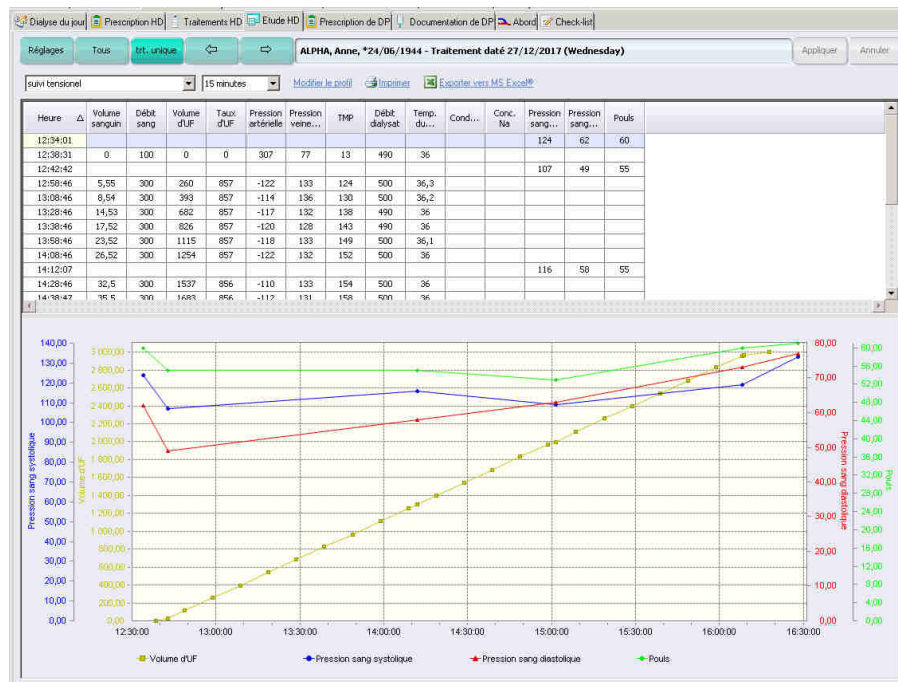 Dialyse du jour Prescription HD Traitements HD Etude HD Prescription de DP Documentation de DP Abord Check-list
Réglages Tous trt. unique ALPHA, Anne, *24/06/1944 - Traitement daté 27/12/2017 (Wednesday) Appliquer Annuler
suivi tensionel 15 minutes Modifier le profil Imprimer Exporter vers MS Excel®
Heure Volume sanguin Débit sang Volume d'UF Taux d'UF Pression artérielle Pression veine... TMP Débit dialysat Temp. du... Cond... Conc. Na Pression sang... Pression sang... Pouls
12:34:01 124 62 60
12:38:31 0 100 0 0 307 77 13 490 36
12:42:42 107 49 55
12:58:46 5,55 300 260 857 -122 133 124 500 36,3
13:08:46 8,54 300 393 857 -114 136 130 500 36,2
13:28:46 14,53 300 682 857 -117 132 138 490 36
13:38:46 17,52 300 826 857 -120 128 143 490 36
13:58:46 23,52 300 1115 857 -118 133 149 500 36,1
14:08:46 26,52 300 1254 857 -122 132 152 500 36
14:12:07 116 58 55
14:28:46 32,5 300 1537 856 -110 133 154 500 36
14:38:47 35,5 300 1683 856 -112 131 158 500 36
Pression sang systolique
140,00
130,00
120,00
110,00
100,00
90,00
80,00
70,00
60,00
50,00
40,00
30,00
20,00
10,00
0,00
Volume d'UF
3 000,00
2 800,00
2 600,00
2 400,00
2 200,00
2 000,00
1 800,00
1 600,00
1 400,00
1 200,00
1 000,00
800,00
600,00
400,00
200,00
0,00
80,00
70,00
60,00
50,00
40,00
30,00
20,00
10,00
0,00
Pression sang diastolique
60,00
56,00
52,00
48,00
44,00
40,00
36,00
32,00
28,00
24,00
20,00
16,00
12,00
8,00
4,00
0,00
Pouls
12:30:00 13:00:00 13:30:00 14:00:00 14:30:00 15:00:00 15:30:00 16:00:00 16:30:00
Volume d'UF Pression sang systolique Pression sang diastolique Pouls